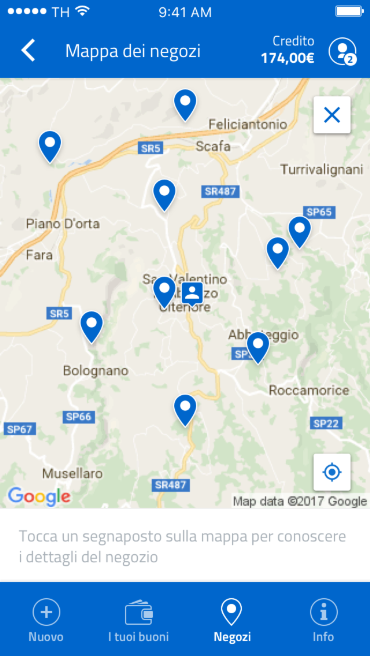 TH 9:41 AM
Mappa dei negozi
Credito
174,00€
2
Feliciantonio
SR5
Scafa
Turrivalignani
SR487
SP65
Piano D'orta
Fara
San Valentino
Citeriore
SR5
Abbateggio
Bolognano
Roccamorice
SP66
SP67
SP22
Musellaro
SR487
Google
Map data ©2017 Google
Tocca un segnaposto sulla mappa per conoscere
i dettagli del negozio
Nuovo
I tuoi buoni
Negozi
Info